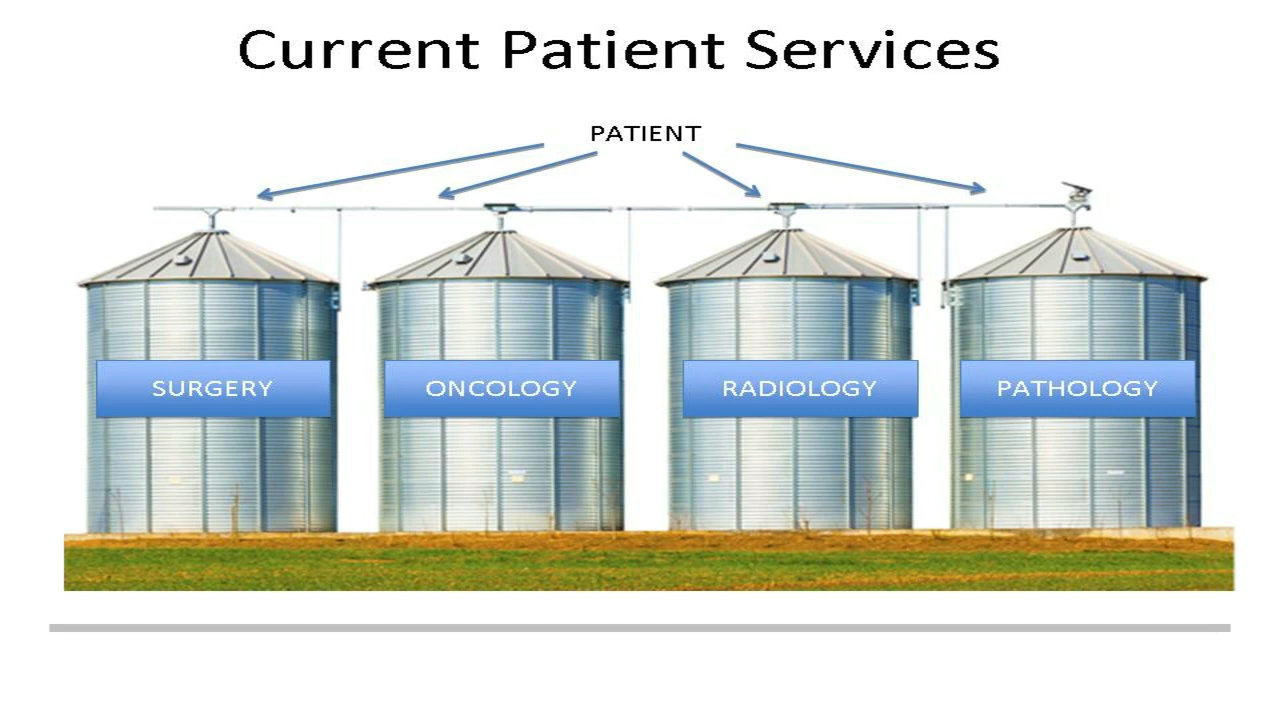 Current Patient Services
PATIENT
SURGERY
ONCOLOGY
RADIOLOGY
PATHOLOGY